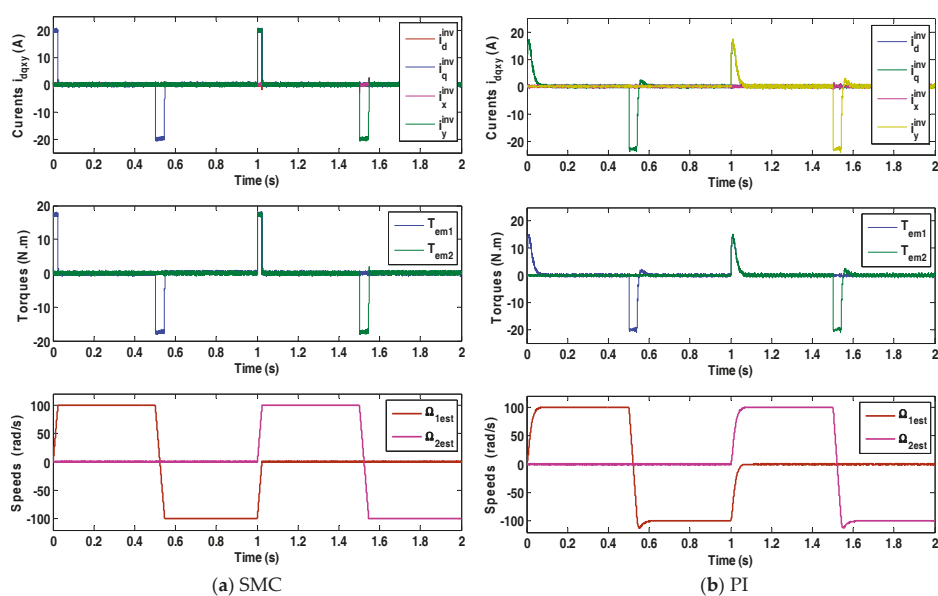 Curents i_dqxy (A)
20
10
0
-10
-20
i_d^inv
i_q^inv
i_x^inv
i_y^inv
0 0.2 0.4 0.6 0.8 1 1.2 1.4 1.6 1.8 2
Time (s)
Torques (N.m)
20
10
0
-10
-20
T_em1
T_em2
0 0.2 0.4 0.6 0.8 1 1.2 1.4 1.6 1.8 2
Time (s)
Speeds (rad/s)
100
50
0
-50
-100
Ω_1est
Ω_2est
0 0.2 0.4 0.6 0.8 1 1.2 1.4 1.6 1.8 2
Time (s)
(a) SMC
Curents i_dqxy (A)
20
10
0
-10
-20
i_d^inv
i_q^inv
i_x^inv
i_y^inv
0 0.2 0.4 0.6 0.8 1 1.2 1.4 1.6 1.8 2
Time (s)
Torques (N.m)
20
10
0
-10
-20
T_em1
T_em2
0 0.2 0.4 0.6 0.8 1 1.2 1.4 1.6 1.8 2
Time (s)
Speeds (rad/s)
100
50
0
-50
-100
Ω_1est
Ω_2est
0 0.2 0.4 0.6 0.8 1 1.2 1.4 1.6 1.8 2
Time (s)
(b) PI